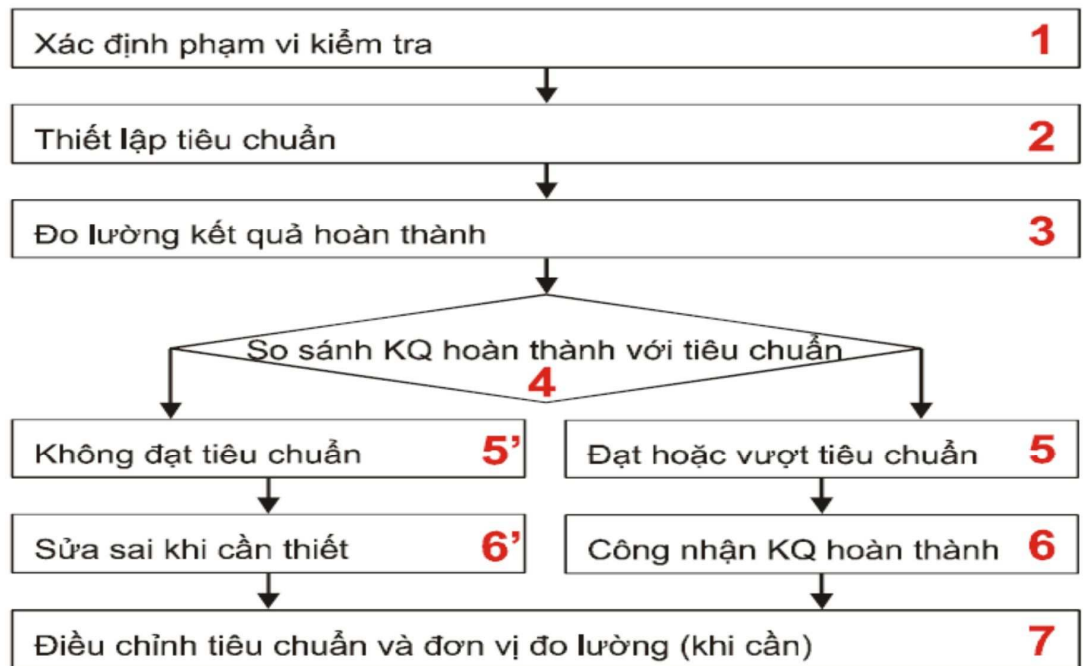 Xác định phạm vi kiểm tra 1
Thiết lập tiêu chuẩn 2
Đo lường kết quả hoàn thành 3
So sánh KQ hoàn thành với tiêu chuẩn
4
Không đạt tiêu chuẩn 5’
Đạt hoặc vượt tiêu chuẩn 5
Sửa sai khi cần thiết 6’
Công nhận KQ hoàn thành 6
Điều chỉnh tiêu chuẩn và đơn vị đo lường (khi cần) 7